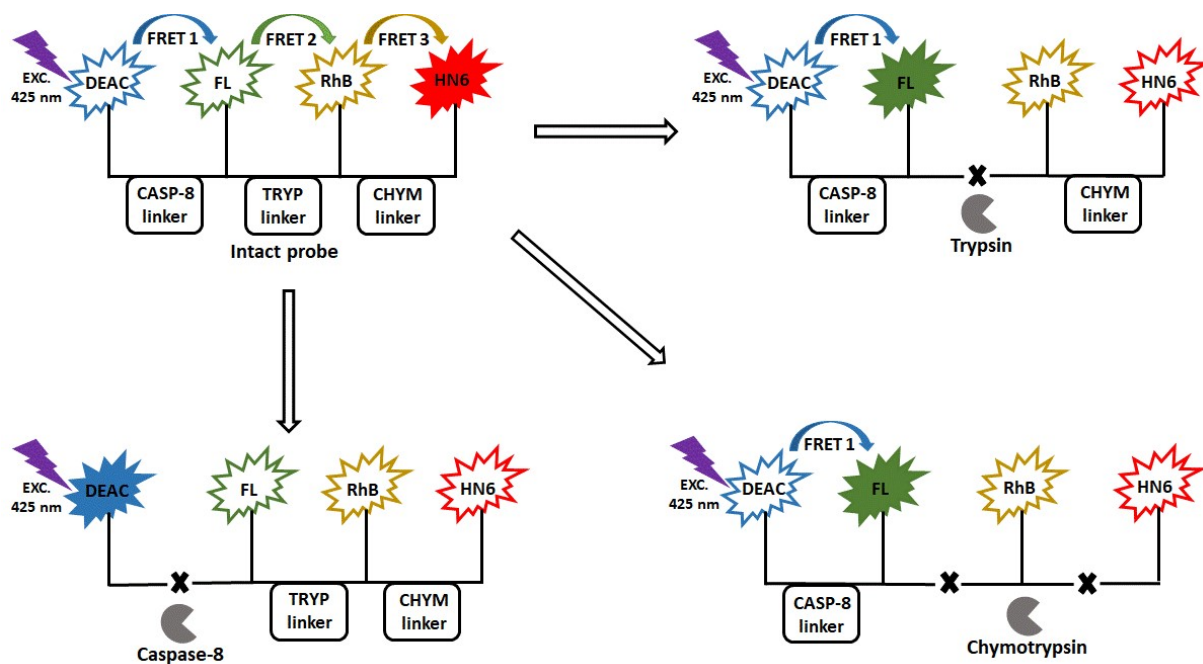 FRET 1
FRET 2
FRET 3
EXC.
425 nm
DEAC
FL
RhB
HN6
CASP-8
linker
TRYP
linker
CHYM
linker
Intact probe
FRET 1
EXC.
425 nm
DEAC
FL
RhB
HN6
X
CASP-8
linker
CHYM
linker
Trypsin
EXC.
425 nm
DEAC
FL
RhB
HN6
X
TRYP
linker
CHYM
linker
Caspase-8
FRET 1
EXC.
425 nm
DEAC
FL
RhB
HN6
X
X
CASP-8
linker
Chymotrypsin